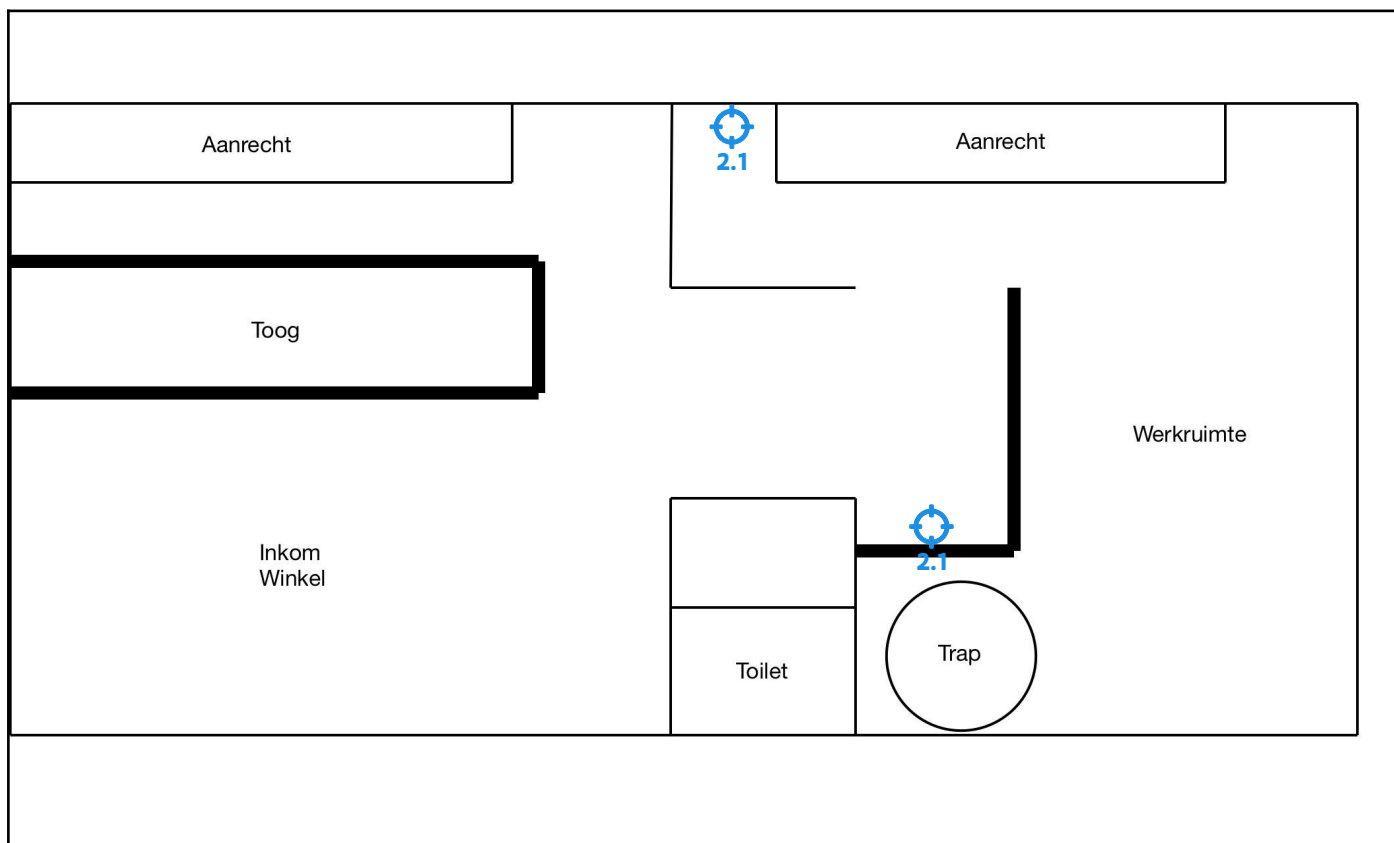 Aanrecht
2.1
Aanrecht
Toog
Werkruimte
Inkom
Winkel
2.1
Toilet
Trap